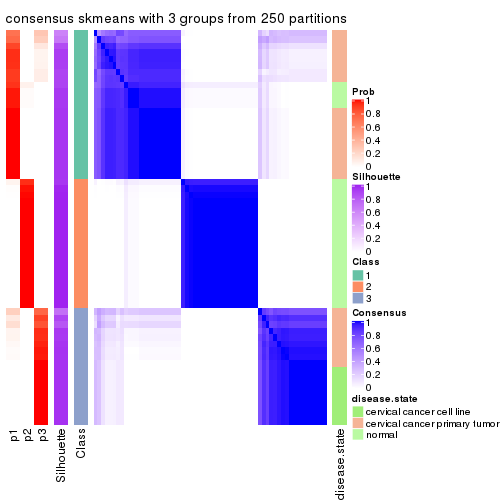 consensus skmeans with 3 groups from 250 partitions
Prob
1
0.8
0.6
0.4
0.2
0
Silhouette
1
0.8
0.6
0.4
0.2
0
Class
1
2
3
Consensus
1
0.8
0.6
0.4
0.2
0
disease.state
cervical cancer cell line
cervical cancer primary tumor
normal
p1
p2
p3
Silhouette
Class
disease.state